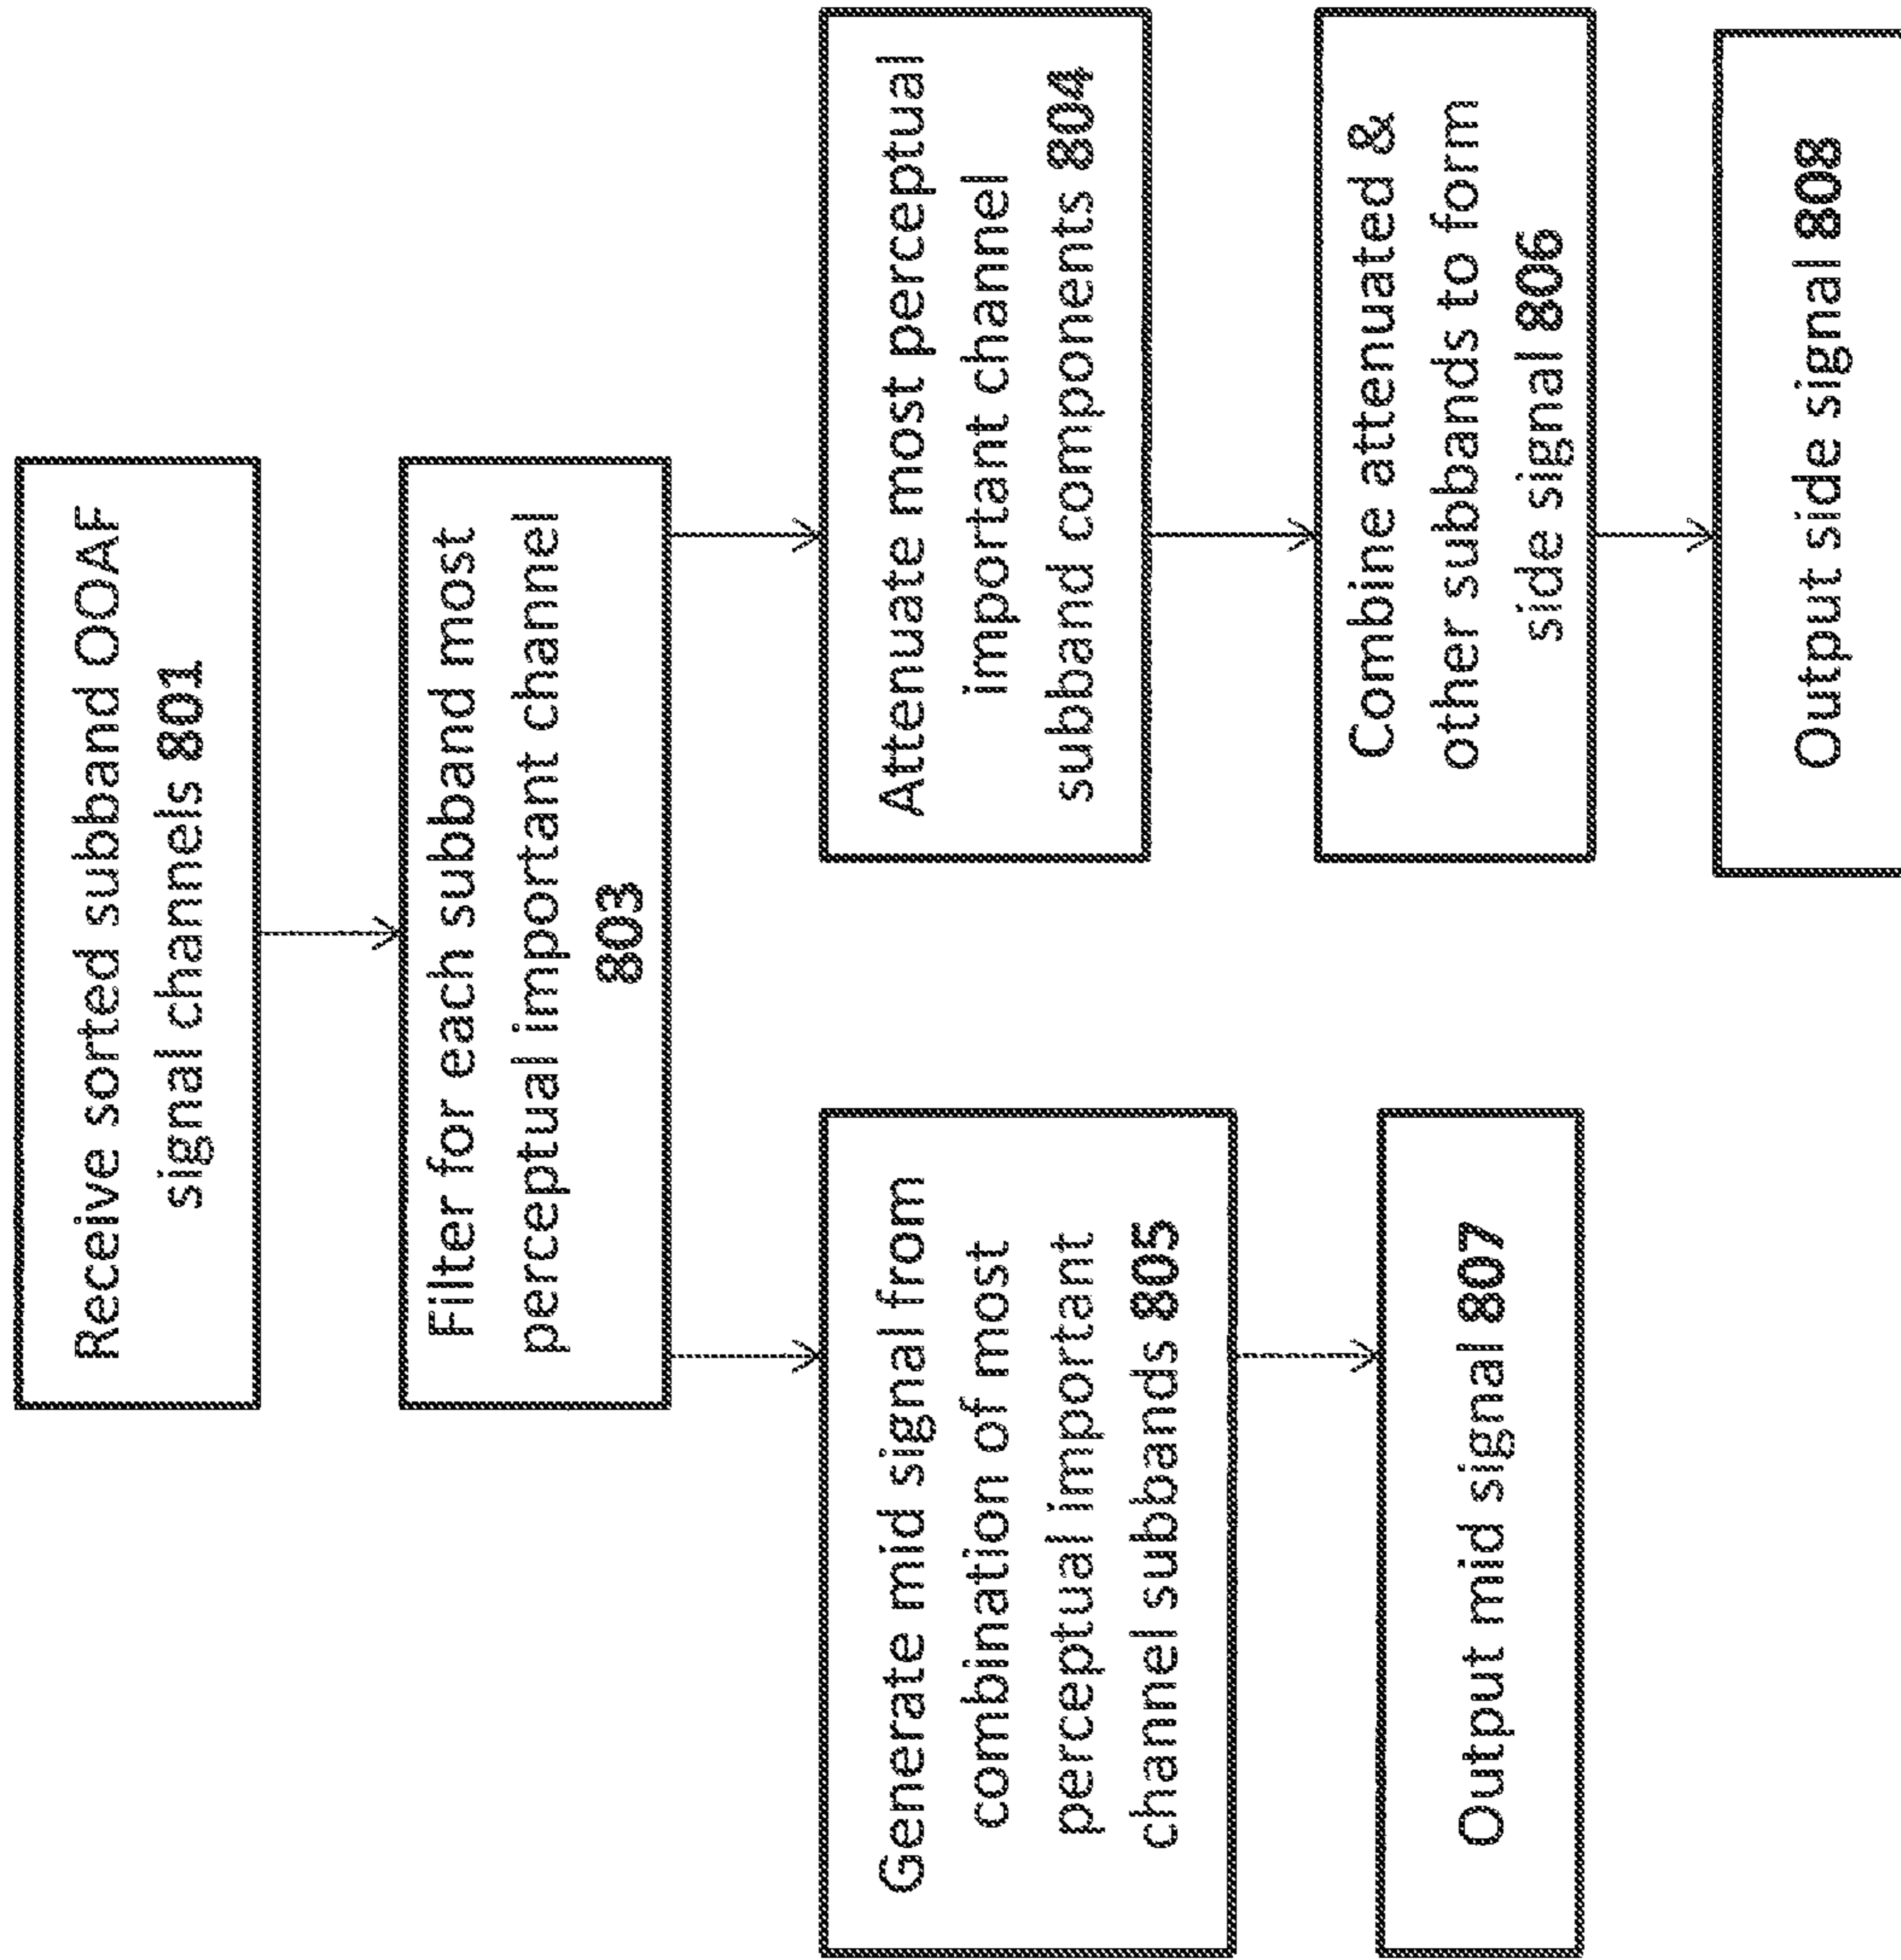 Receive sorted subband OOAF
signal channels 801
Filter for each subband most
perceptual important channel
803
Generate mid signal from
combination of most
perceptual important
channel subbands 805
Output mid signal 807
Attenuate most perceptual
important channel
subband components 804
Combine attenuated &
other subbands to form
side signal 806
Output side signal 808